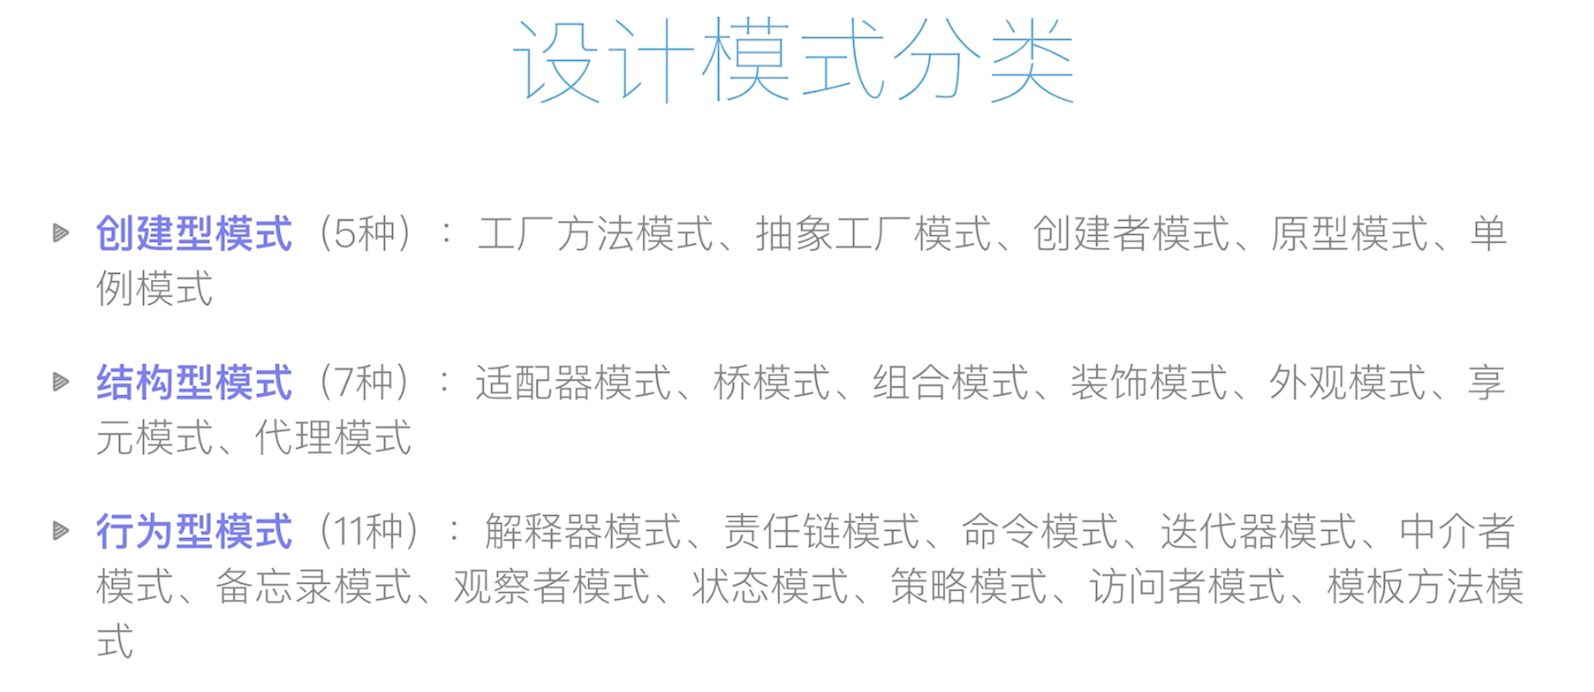 设计模式分类
创建型模式（5种）：工厂方法模式、抽象工厂模式、创建者模式、原型模式、单
例模式
结构型模式（7种）：适配器模式、桥模式、组合模式、装饰模式、外观模式、享
元模式、代理模式
行为型模式（11种）：解释器模式、责任链模式、命令模式、迭代器模式、中介者
模式、备忘录模式、观察者模式、状态模式、策略模式、访问者模式、模板方法模
式